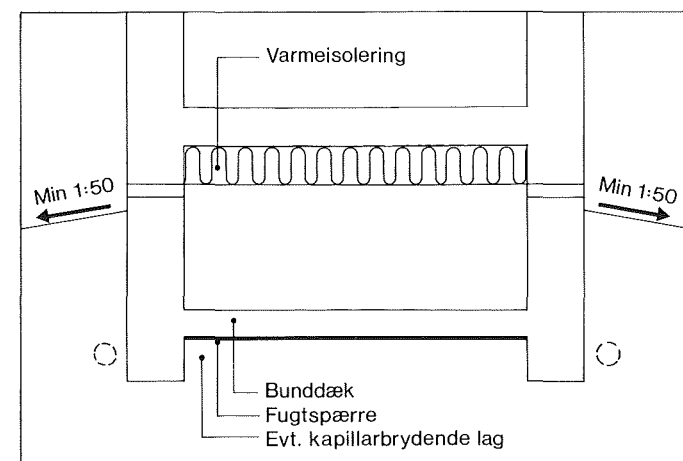 Varmeisolering
Min 1:50
Min 1:50
Bunddæk
Fugtspærre
Evt. kapillarbrydende lag